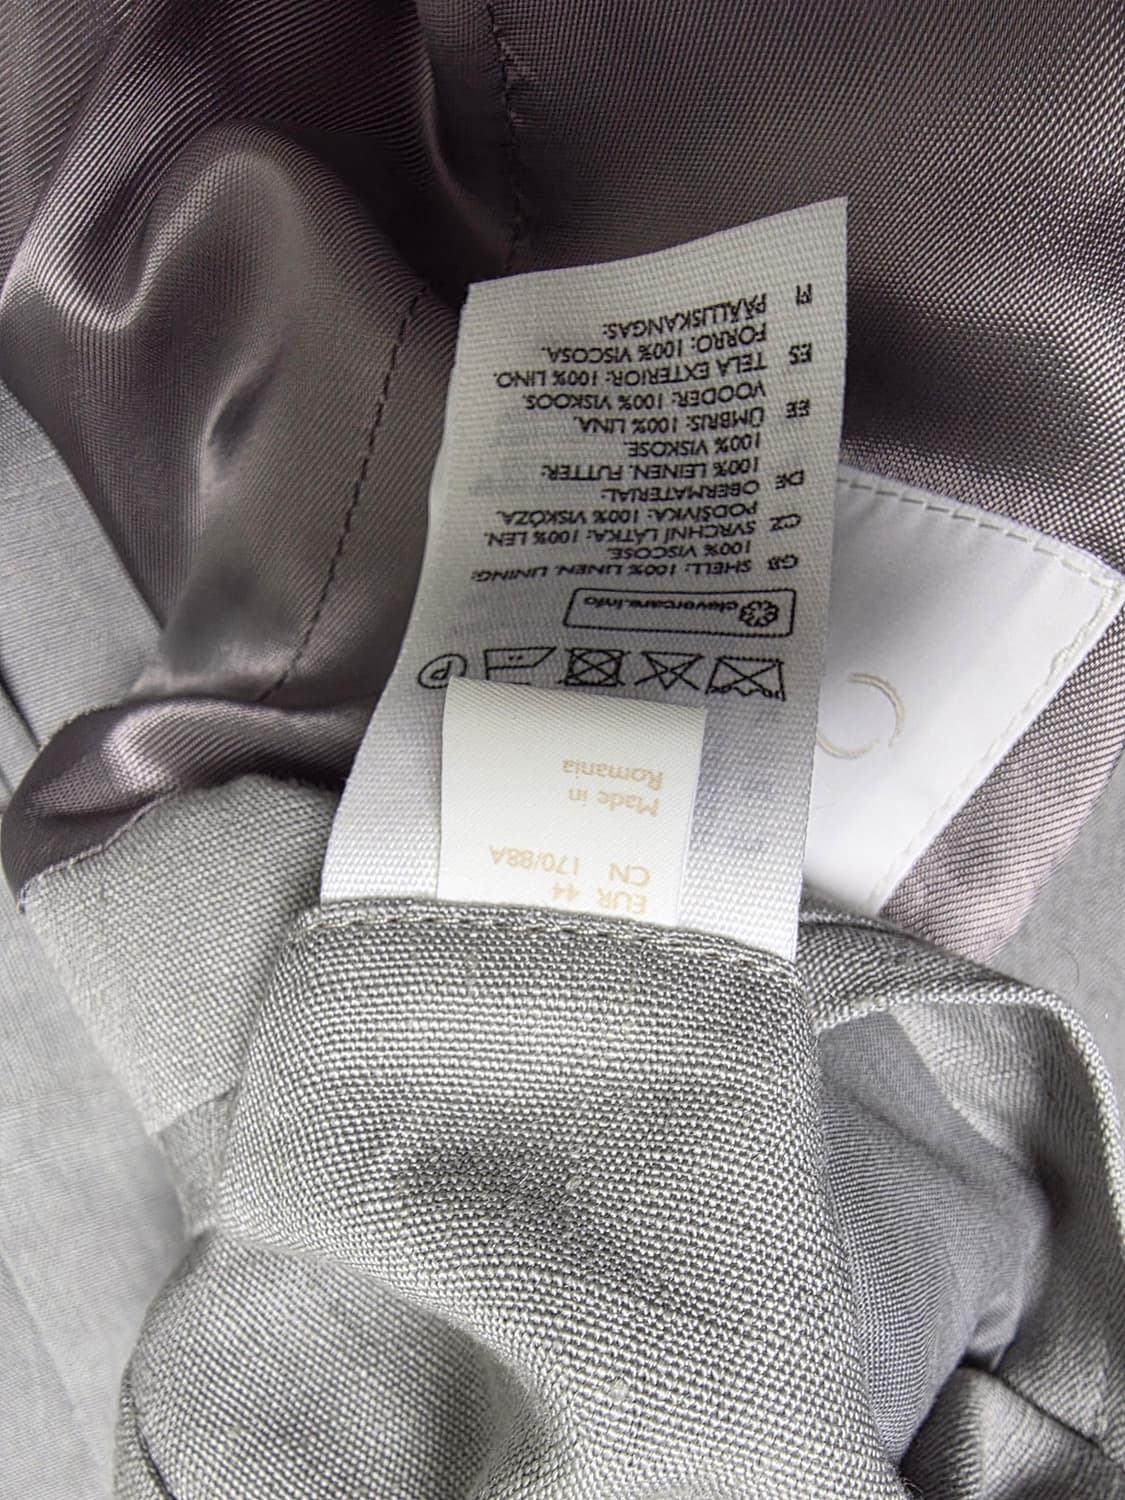 EUR 44
CN 170/88A
Made in
Romania
P
clevercare.info
GB SHELL: 100% LINEN. LINING:
100% VISCOSE.
CZ SVRCHNÍ LÁTKA: 100% LEN.
PODŠÍVKA: 100% VISKÓZA.
DE OBERMATERIAL:
100% LEINEN. FUTTER:
100% VISKOSE
EE ÜMBRIS: 100% LINA.
VOODER: 100% VISKOOS.
ES TELA EXTERIOR: 100% LINO.
FORRO: 100% VISCOSA.
FI PÄÄLLISKANGAS: